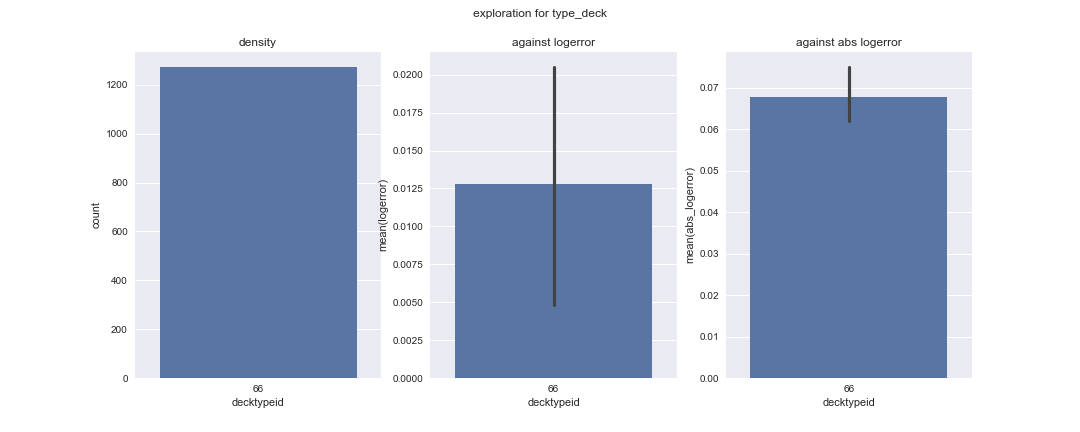 exploration for type_deck
density
1200
1000
800
600
400
200
0
count
66
decktypeid
against logerror
0.0200
0.0175
0.0150
0.0125
0.0100
0.0075
0.0050
0.0025
0.0000
mean(logerror)
66
decktypeid
against abs logerror
0.07
0.06
0.05
0.04
0.03
0.02
0.01
0.00
mean(abs_logerror)
66
decktypeid